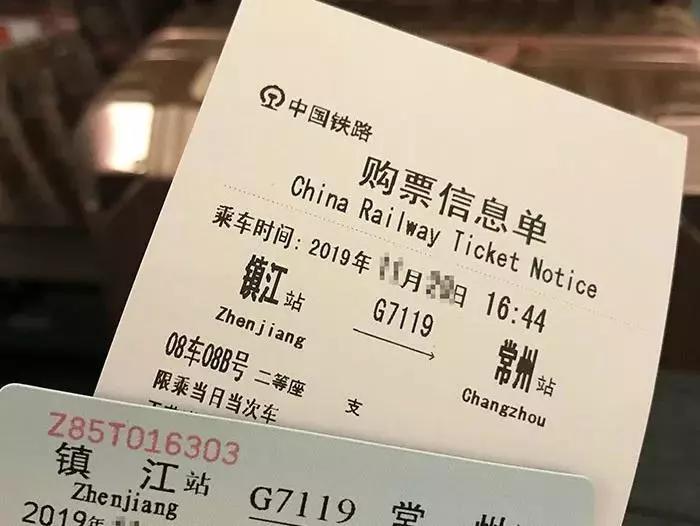 中国铁路
购票信息单
China Railway Ticket Notice
乘车时间: 2019年 月 日 16:44
镇江站 G7119 常州站
Zhenjiang Changzhou
08车08B号 二等座 支
限乘当日当次车
Z85T016303
镇江站 G7119 常州
Zhenjiang
2019年